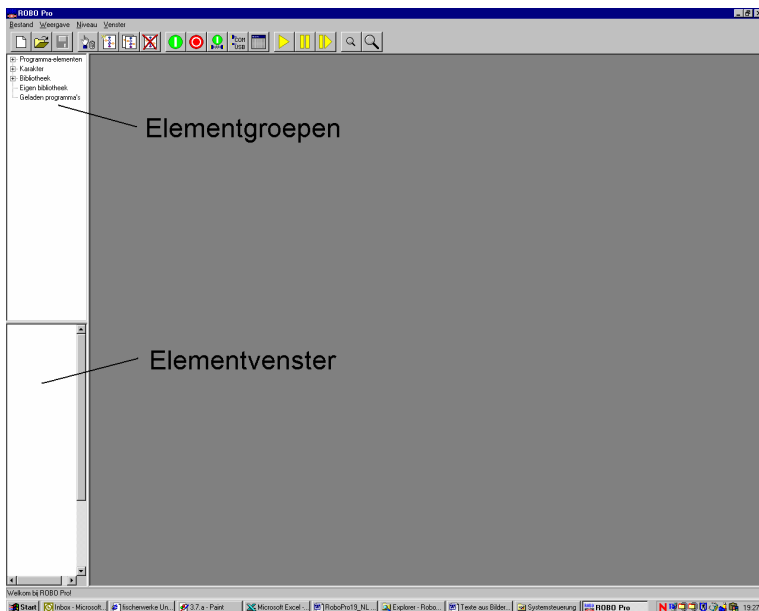 ROBO Pro
Bestand Weergave Niveau Venster
COM
USB
Programma-elementen
Karakter
Bibliotheek
Eigen bibliotheek
Geladen programma's
Elementgroepen
Elementvenster
Welkom bij ROBO Pro!
Start Inbox - Microsoft... fischerwerke Un... 3.7.a - Paint Microsoft Excel -... RoboPro19_NL ... Explorer - Robo... Texte aus Bilder... Systemsteuerung ROBO Pro 19:27